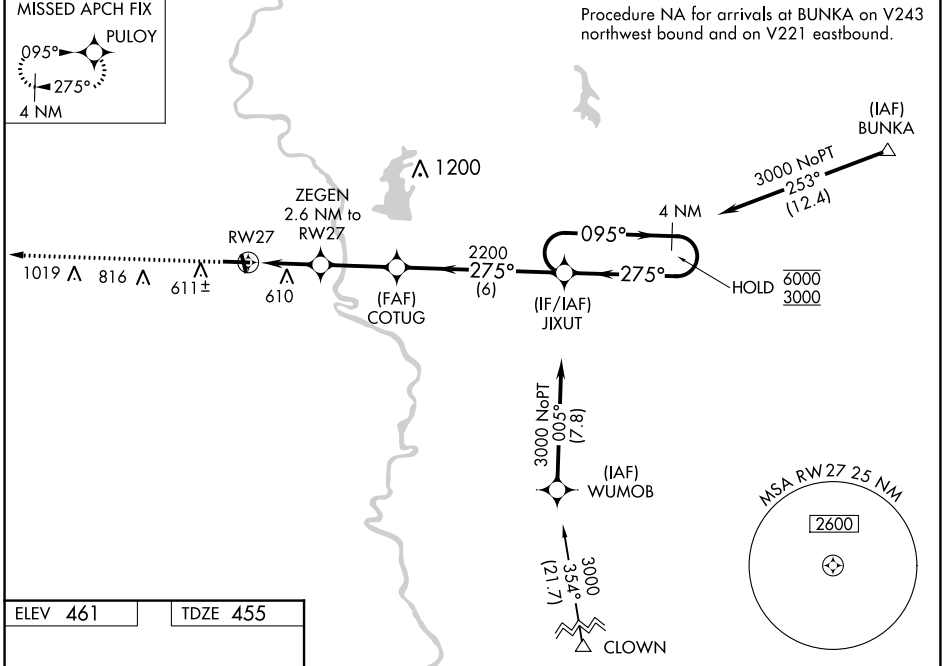 MISSED APCH FIX
PULOY
095°
275°
4 NM
Procedure NA for arrivals at BUNKA on V243
northwest bound and on V221 eastbound.
(IAF)
BUNKA
3000 NoPT
253°
(12.4)
1200
ZEGEN
2.6 NM to
RW27
RW27
4 NM
095°
2200
275°
(6)
275°
HOLD
6000
3000
1019
816
611±
610
(FAF)
COTUG
(IF/IAF)
JIXUT
3000 NoPT
005°
(7.8)
(IAF)
WUMOB
MSA RW27 25 NM
2600
3000
354°
(21.7)
CLOWN
ELEV 461
TDZE 455